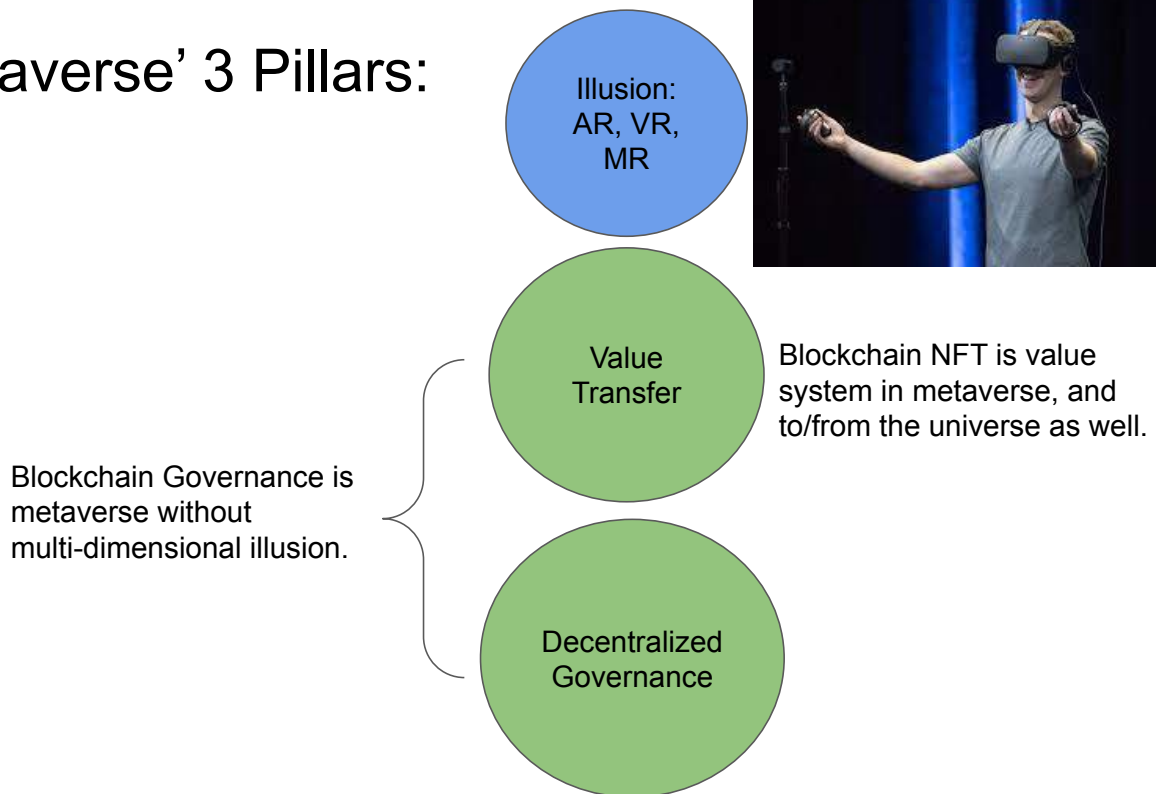 averse’ 3 Pillars:
Illusion:
AR, VR,
MR
Value
Transfer
Blockchain NFT is value
system in metaverse, and
to/from the universe as well.
Blockchain Governance is
metaverse without
multi-dimensional illusion.
Decentralized
Governance